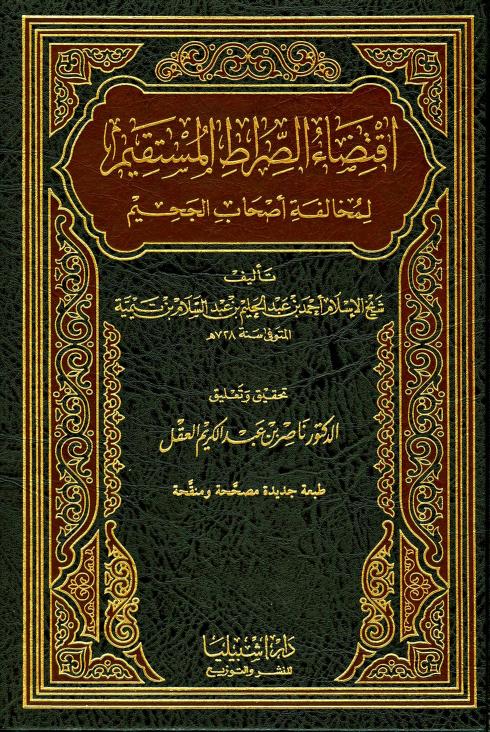 اقتضاء الصراط المستقيم
لمخالفة أصحاب الجحيم
تأليف
شيخ الإسلام أحمد بن عبد الحليم بن عبد السلام بن تيمية
المتوفى سنة ٧٢٨هـ
تحقيق وتعليق
الدكتور ناصر بن عبد الكريم العقل
طبعة جديدة مصححة ومنقحة
دار إشبيليا
للنشر والتوزيع